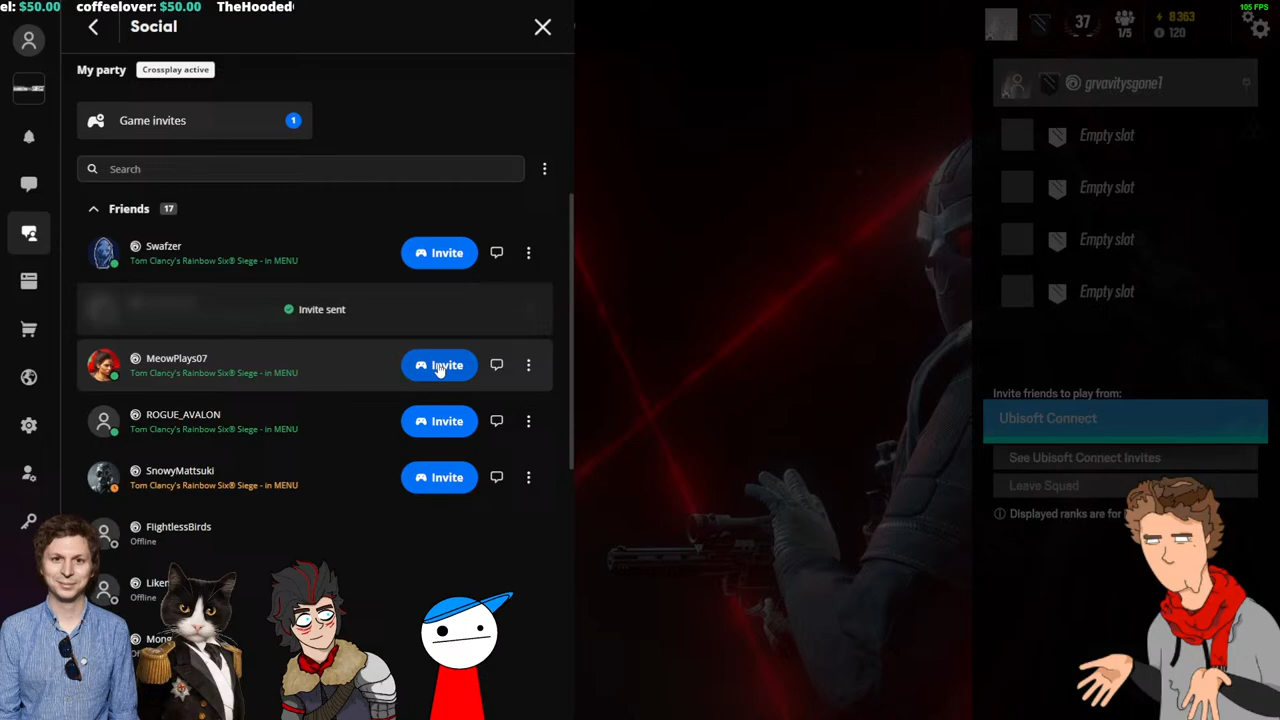 el: $50.00 coffeelover: $50.00 TheHooded
105 FPS
Social
37
1/5
8363
120
My party
Crossplay active
grvavitysgone1
Game invites
1
Empty slot
Search
Empty slot
Friends 17
Empty slot
Swafzer
Invite
Tom Clancy's Rainbow Six® Siege - in MENU
Empty slot
Invite sent
MeowPlays07
Invite
Tom Clancy's Rainbow Six® Siege - in MENU
Invite friends to play from:
Ubisoft Connect
ROGUE_AVALON
Invite
Tom Clancy's Rainbow Six® Siege - in MENU
See Ubisoft Connect Invites
SnowyMattsuki
Invite
Tom Clancy's Rainbow Six® Siege - in MENU
Leave Squad
Displayed ranks are for
FlightlessBirds
Offline
Liker
Offline
Mon